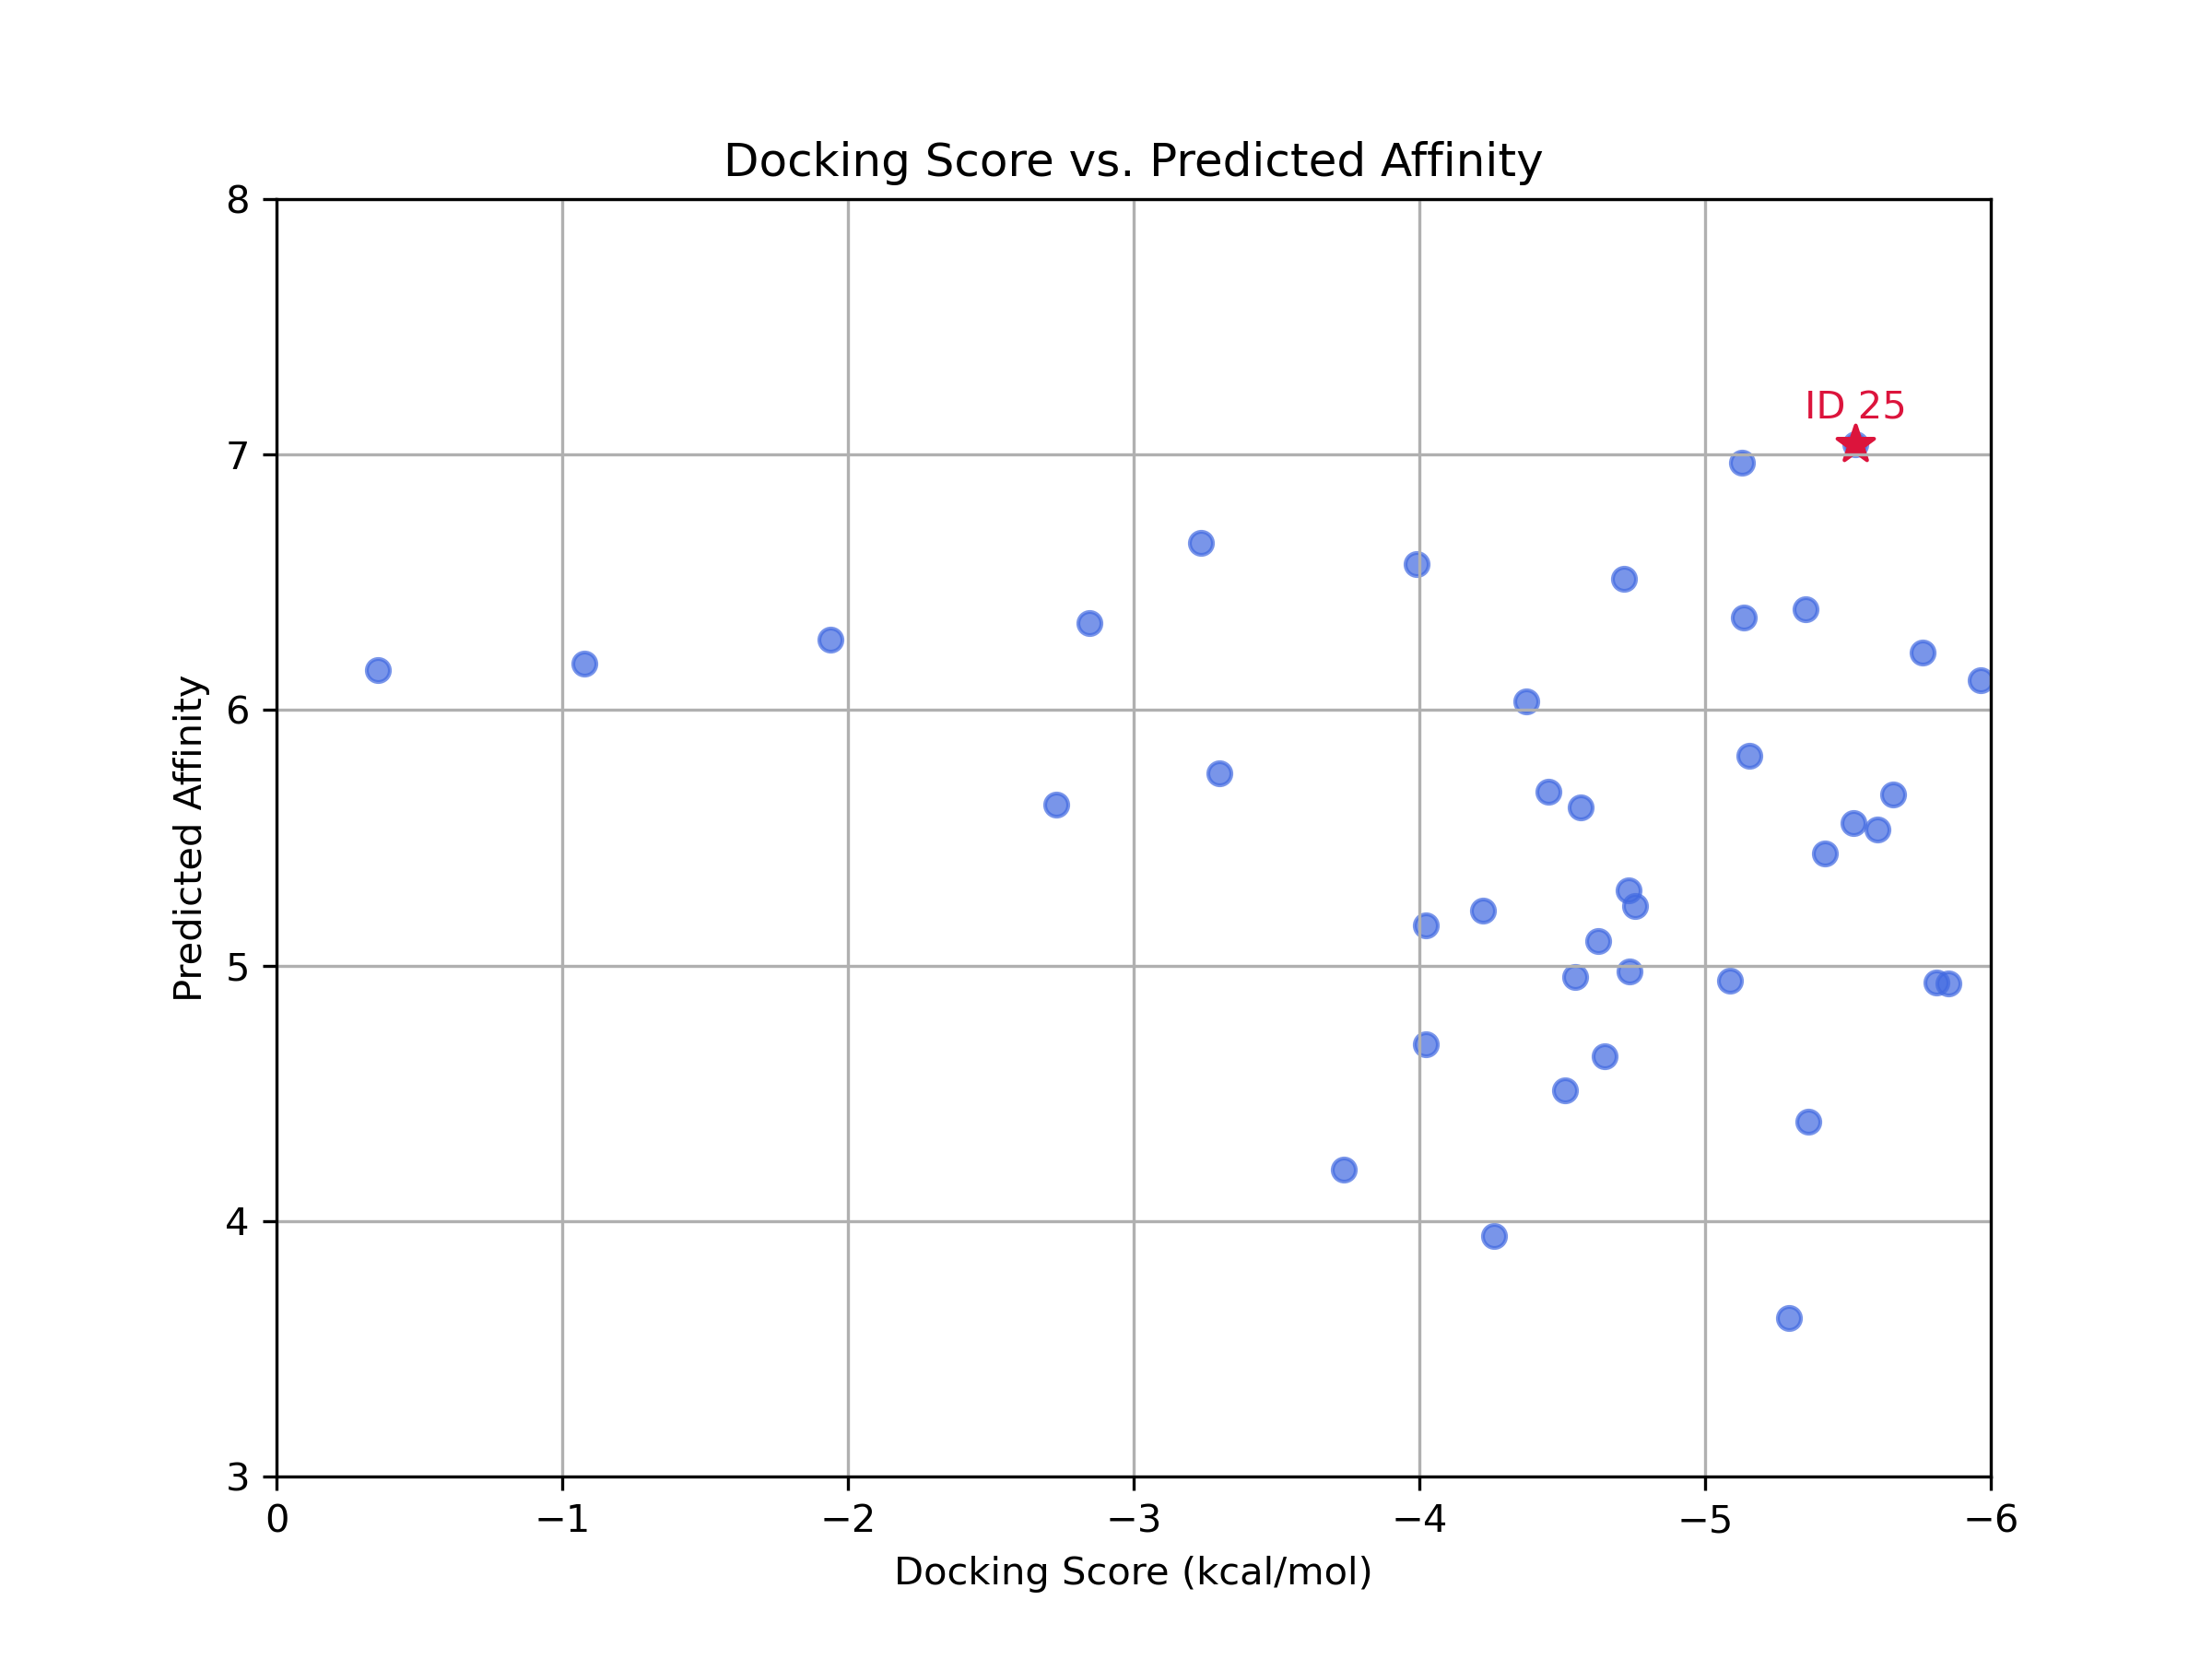 Docking Score vs. Predicted Affinity
8
7
6
5
4
3
Predicted Affinity
ID 25
0 −1 −2 −3 −4 −5 −6
Docking Score (kcal/mol)